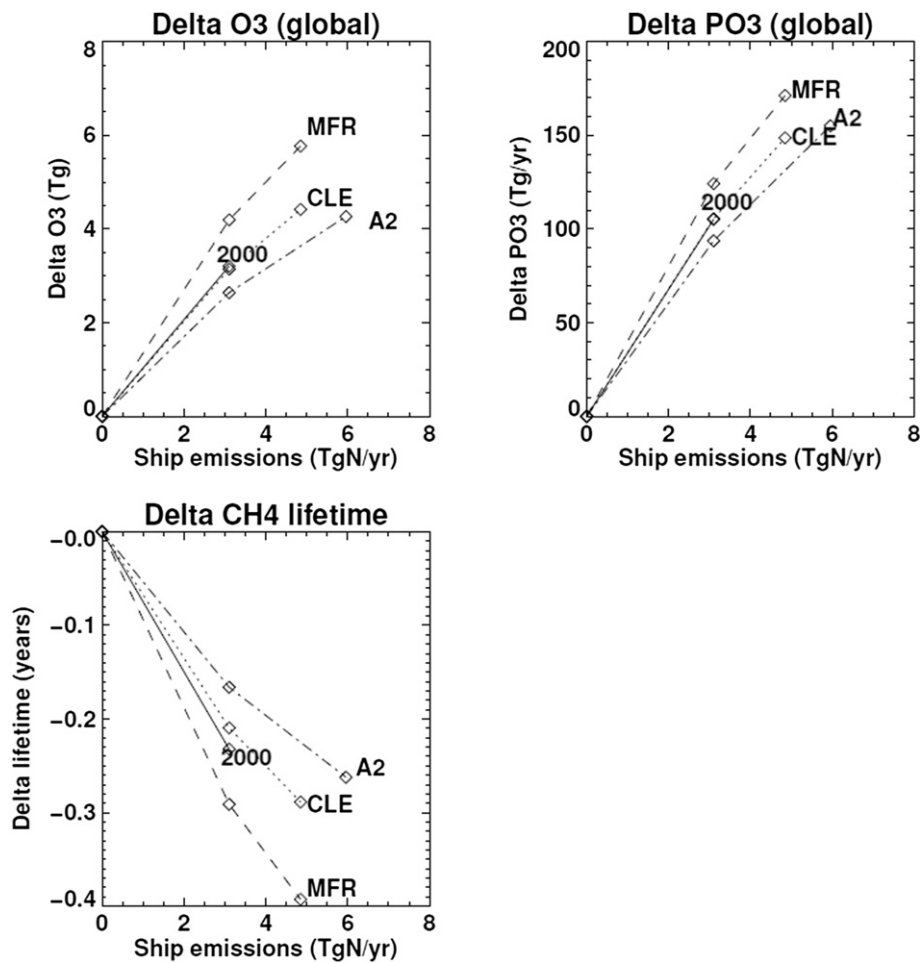 Delta O3 (global)
8
6
4
2
0
Delta O3 (Tg)
MFR
CLE
A2
2000
0 2 4 6 8
Ship emissions (TgN/yr)
Delta PO3 (global)
200
150
100
50
0
Delta PO3 (Tg/yr)
MFR
A2
CLE
2000
0 2 4 6 8
Ship emissions (TgN/yr)
Delta CH4 lifetime
−0.0
−0.1
−0.2
−0.3
−0.4
Delta lifetime (years)
2000
A2
CLE
MFR
0 2 4 6 8
Ship emissions (TgN/yr)